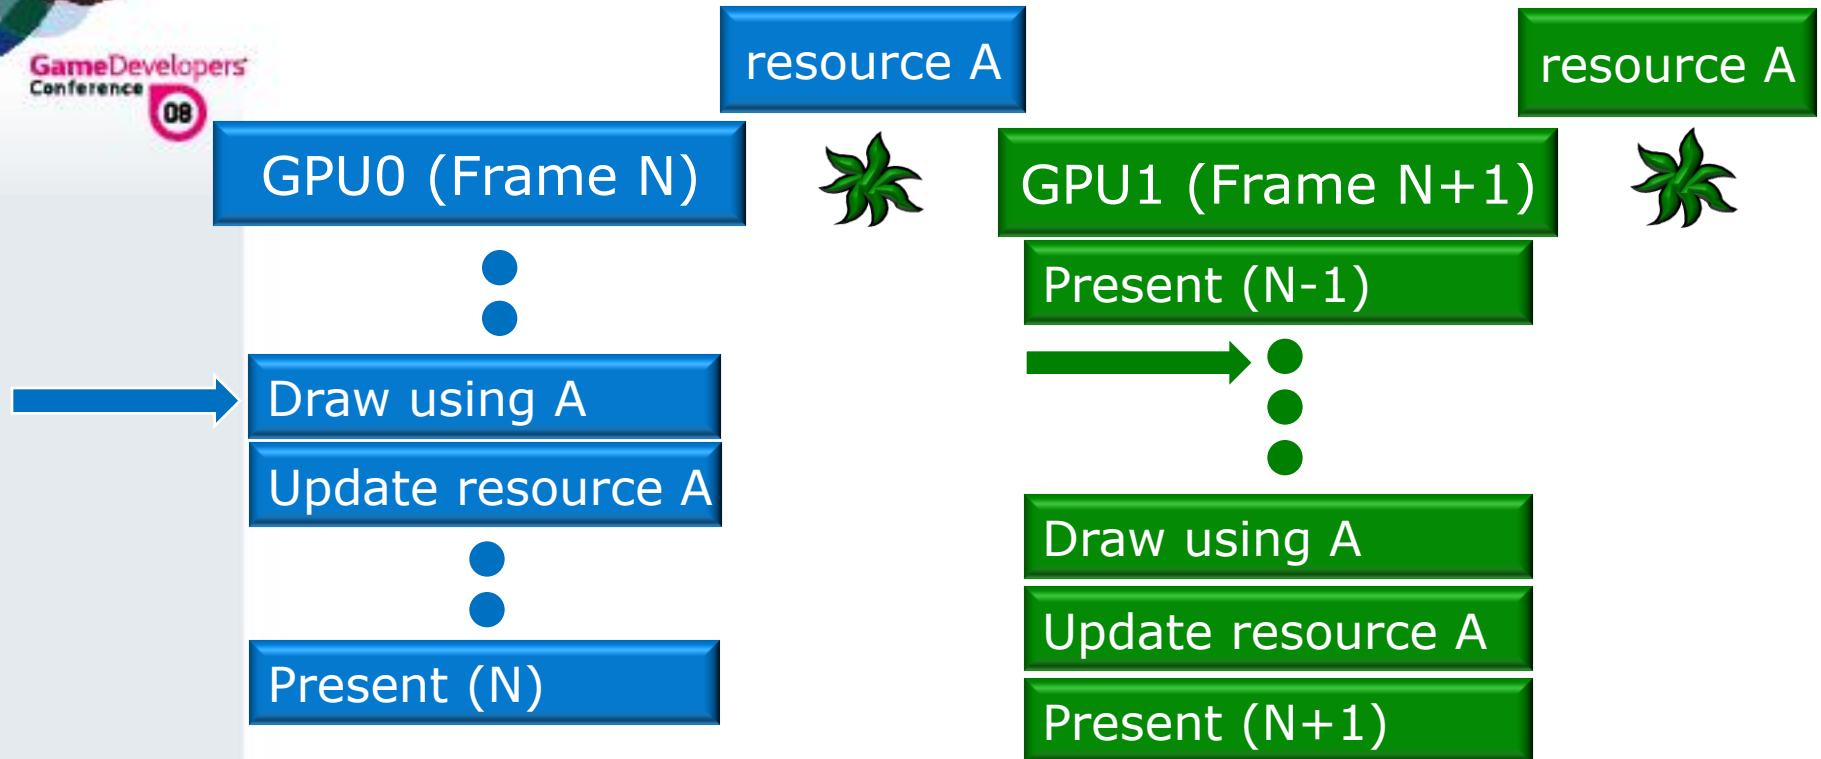 GameDevelopers'
Conference
08
resource A
resource A
GPU0 (Frame N)
GPU1 (Frame N+1)
Present (N-1)
Draw using A
Update resource A
Present (N)
Draw using A
Update resource A
Present (N+1)